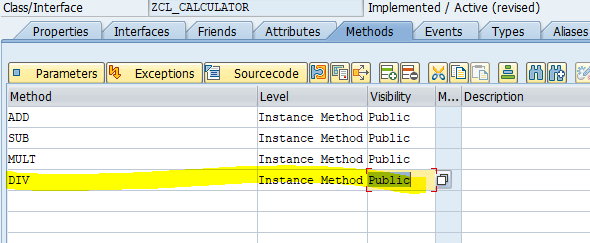 Class/Interface ZCL_CALCULATOR Implemented / Active (revised)
Properties Interfaces Friends Attributes Methods Events Types Aliases
Parameters Exceptions Sourcecode
Method Level Visibility M... Description
ADD Instance Method Public
SUB Instance Method Public
MULT Instance Method Public
DIV Instance Method Public